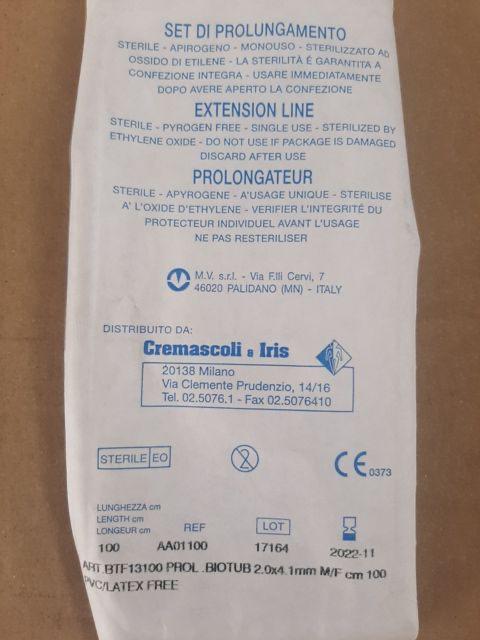 SET DI PROLUNGAMENTO
STERILE - APIROGENO - MONOUSO - STERILIZZATO AD
OSSIDO DI ETILENE - LA STERILITÀ É GARANTITA A
CONFEZIONE INTEGRA - USARE IMMEDIATAMENTE
DOPO AVERE APERTO LA CONFEZIONE
EXTENSION LINE
STERILE - PYROGEN FREE - SINGLE USE - STERILIZED BY
ETHYLENE OXIDE - DO NOT USE IF PACKAGE IS DAMAGED
DISCARD AFTER USE
PROLONGATEUR
STERILE - APYROGENE - A'USAGE UNIQUE - STERILISE
A' L'OXIDE D'ETHYLENE - VERIFIER L'INTEGRITÉ DU
PROTECTEUR INDIVIDUEL AVANT L'USAGE
NE PAS RESTERILISER
M.V. s.r.l. - Via F.lli Cervi, 7
46020 PALIDANO (MN) - ITALY
DISTRIBUITO DA:
Cremascoli & Iris
20138 Milano
Via Clemente Prudenzio, 14/16
Tel. 02.5076.1 - Fax 02.5076410
STERILE EO
2
CE 0373
LUNGHEZZA cm
LENGTH cm
LONGEUR cm
REF
LOT
100 AA01100 17164 2022-11
ART.BTF13100 PROL .BIOTUB 2.0x4.1mm M/F cm 100
PVC/LATEX FREE